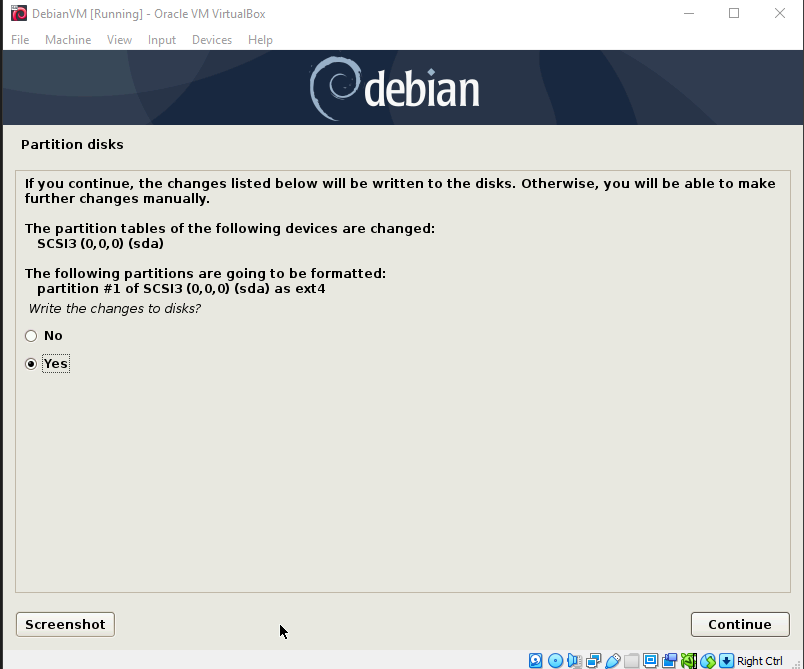 DebianVM [Running] - Oracle VM VirtualBox
File Machine View Input Devices Help
debian
Partition disks
If you continue, the changes listed below will be written to the disks. Otherwise, you will be able to make
further changes manually.
The partition tables of the following devices are changed:
SCSI3 (0,0,0) (sda)
The following partitions are going to be formatted:
partition #1 of SCSI3 (0,0,0) (sda) as ext4
Write the changes to disks?
No
Yes
Screenshot
Continue
Right Ctrl